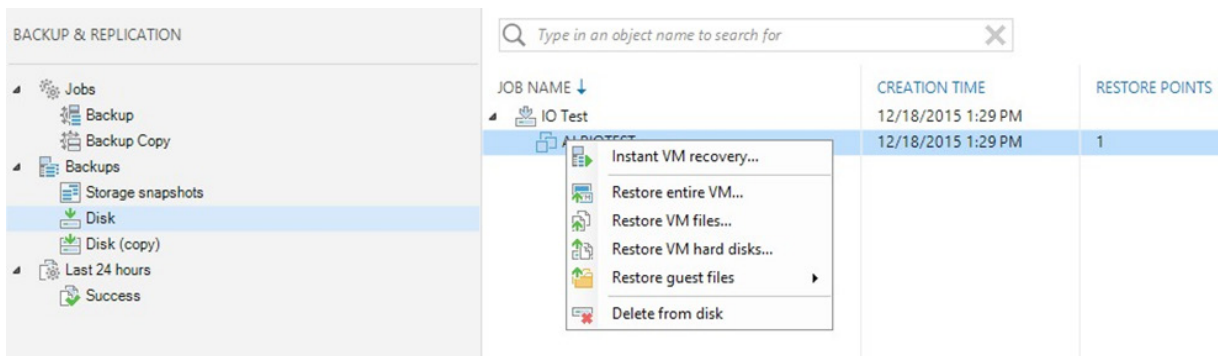 BACKUP & REPLICATION
Jobs
Backup
Backup Copy
Backups
Storage snapshots
Disk
Disk (copy)
Last 24 hours
Success
Type in an object name to search for
JOB NAME CREATION TIME RESTORE POINTS
IO Test 12/18/2015 1:29 PM
12/18/2015 1:29 PM 1
Instant VM recovery...
Restore entire VM...
Restore VM files...
Restore VM hard disks...
Restore guest files
Delete from disk